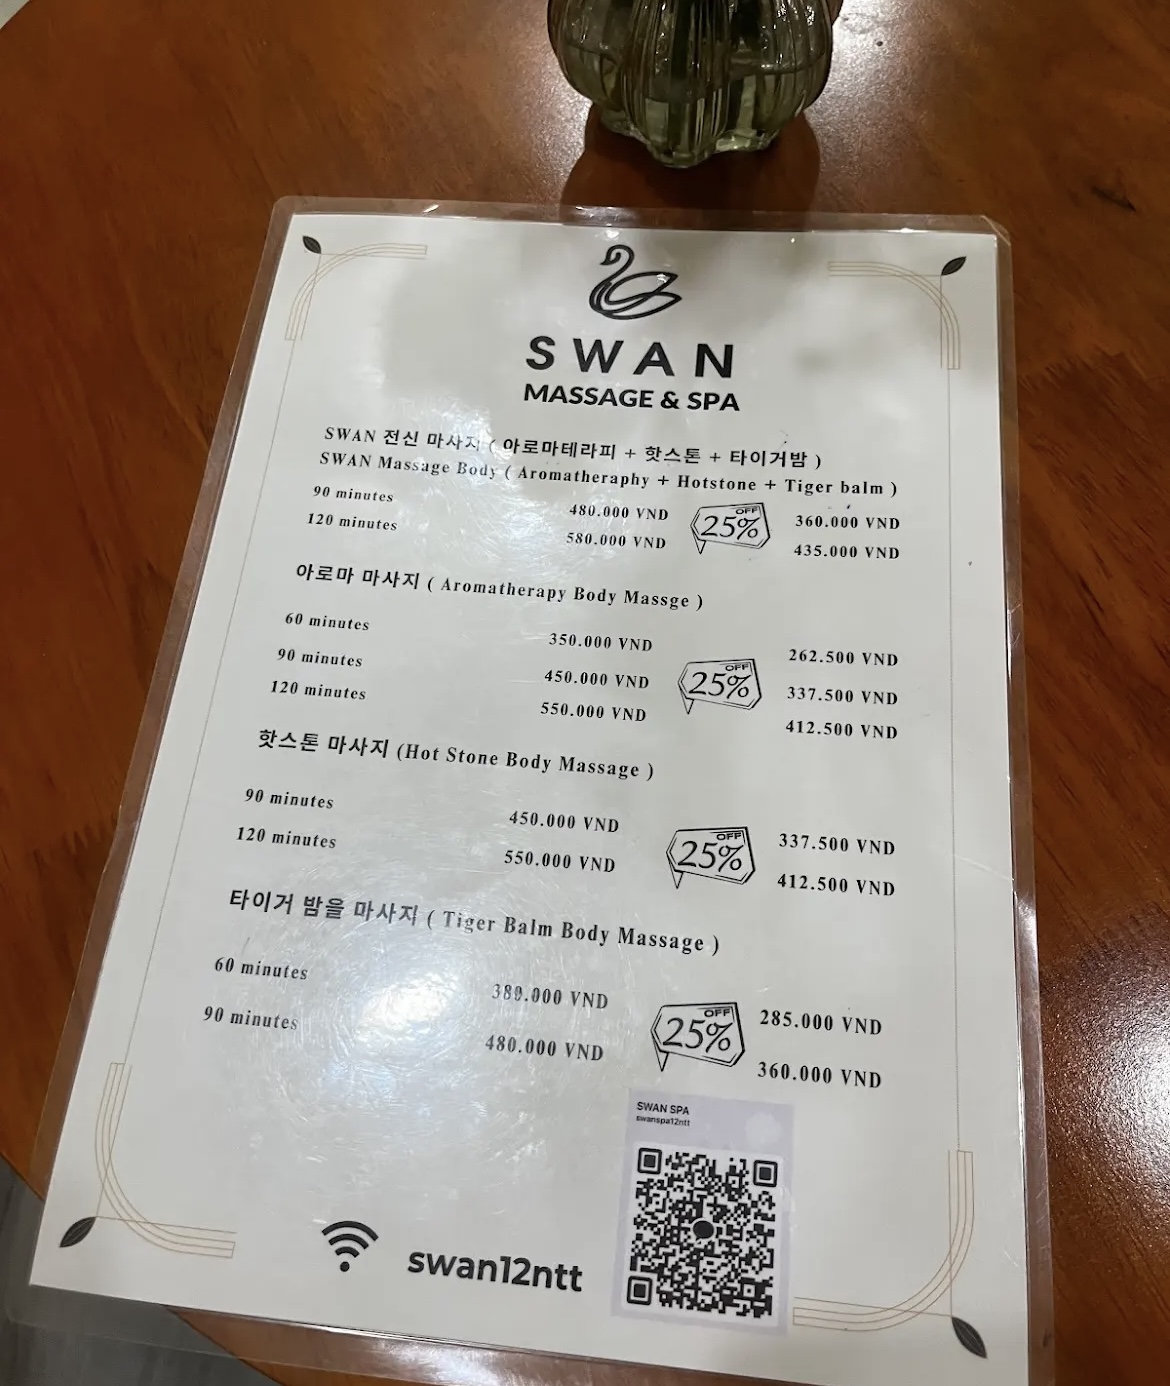 SWAN
MASSAGE & SPA
SWAN 전신 마사지 ( 아로마테라피 + 핫스톤 + 타이거밤 )
SWAN Massage Body ( Aromatheraphy + Hotstone + Tiger balm )
90 minutes 480.000 VND 25% OFF 360.000 VND
120 minutes 580.000 VND 435.000 VND
아로마 마사지 ( Aromatherapy Body Massge )
60 minutes 350.000 VND 262.500 VND
90 minutes 450.000 VND 25% OFF 337.500 VND
120 minutes 550.000 VND 412.500 VND
핫스톤 마사지 (Hot Stone Body Massage )
90 minutes 450.000 VND 25% OFF 337.500 VND
120 minutes 550.000 VND 412.500 VND
타이거 밤을 마사지 ( Tiger Balm Body Massage )
60 minutes 380.000 VND 25% OFF 285.000 VND
90 minutes 480.000 VND 360.000 VND
SWAN SPA
swanspa12ntt
swan12ntt